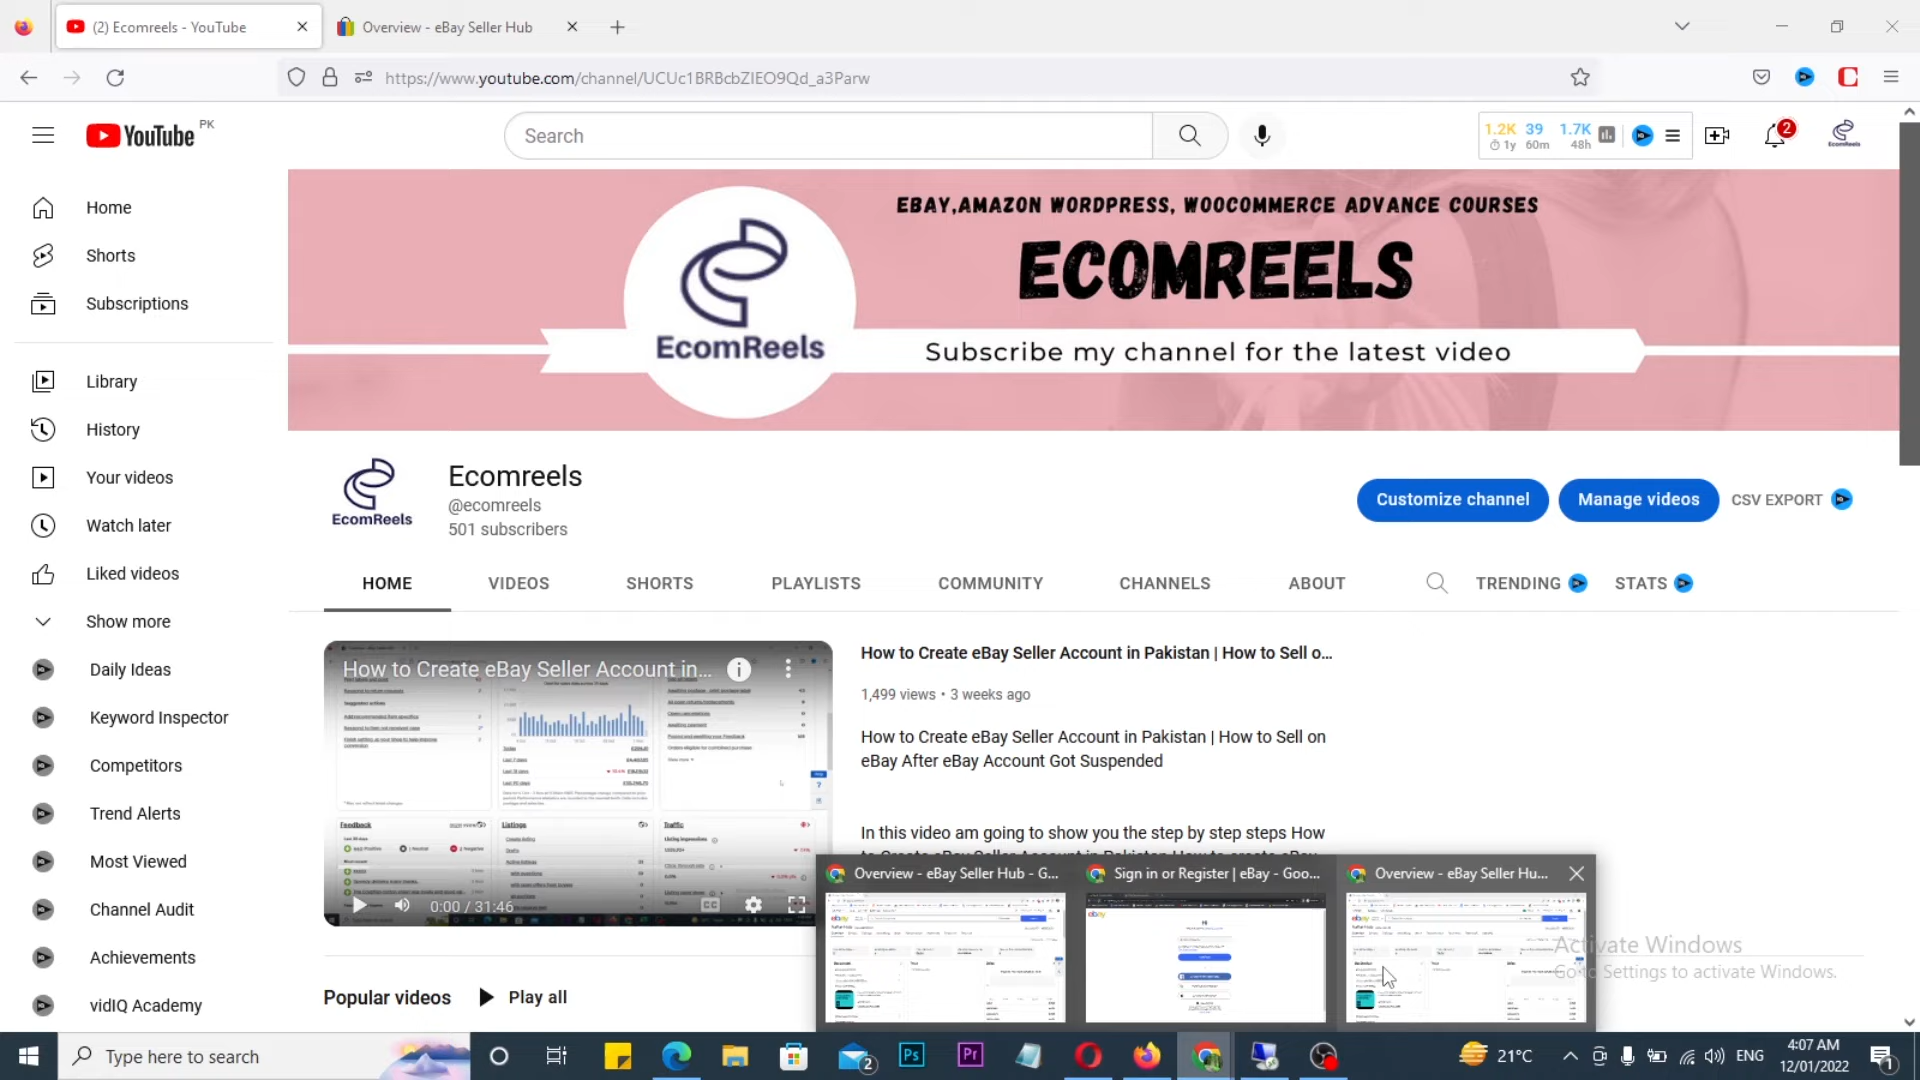 (2) Ecomreels - YouTube
Overview - eBay Seller Hub
https://www.youtube.com/channel/UCUc1BRBcbZIEO9Qd_a3Parw
YouTube PK
Search
1.2K 39 1.7K
1y 60m 48h
2
EcomReels
Home
Shorts
Subscriptions
Library
History
Your videos
Watch later
Liked videos
Show more
Daily Ideas
Keyword Inspector
Competitors
Trend Alerts
Most Viewed
Channel Audit
Achievements
vidIQ Academy
EBAY,AMAZON WORDPRESS, WOOCOMMERCE ADVANCE COURSES
ECOMREELS
EcomReels
Subscribe my channel for the latest video
EcomReels
Ecomreels
@ecomreels
501 subscribers
Customize channel
Manage videos
CSV EXPORT
HOME
VIDEOS
SHORTS
PLAYLISTS
COMMUNITY
CHANNELS
ABOUT
TRENDING
STATS
How to Create eBay Seller Account in...
Feedback
Listings
Traffic
0:00 / 31:46
How to Create eBay Seller Account in Pakistan | How to Sell o...
1,499 views • 3 weeks ago
How to Create eBay Seller Account in Pakistan | How to Sell on
eBay After eBay Account Got Suspended
In this video am going to show you the step by step steps How
Overview - eBay Seller Hub - G...
Sign in or Register | eBay - Goo...
Overview - eBay Seller Hu...
Activate Windows
Go to Settings to activate Windows.
Popular videos
Play all
Type here to search
2
Ps
Pr
21°C
ENG
4:07 AM
12/01/2022
1